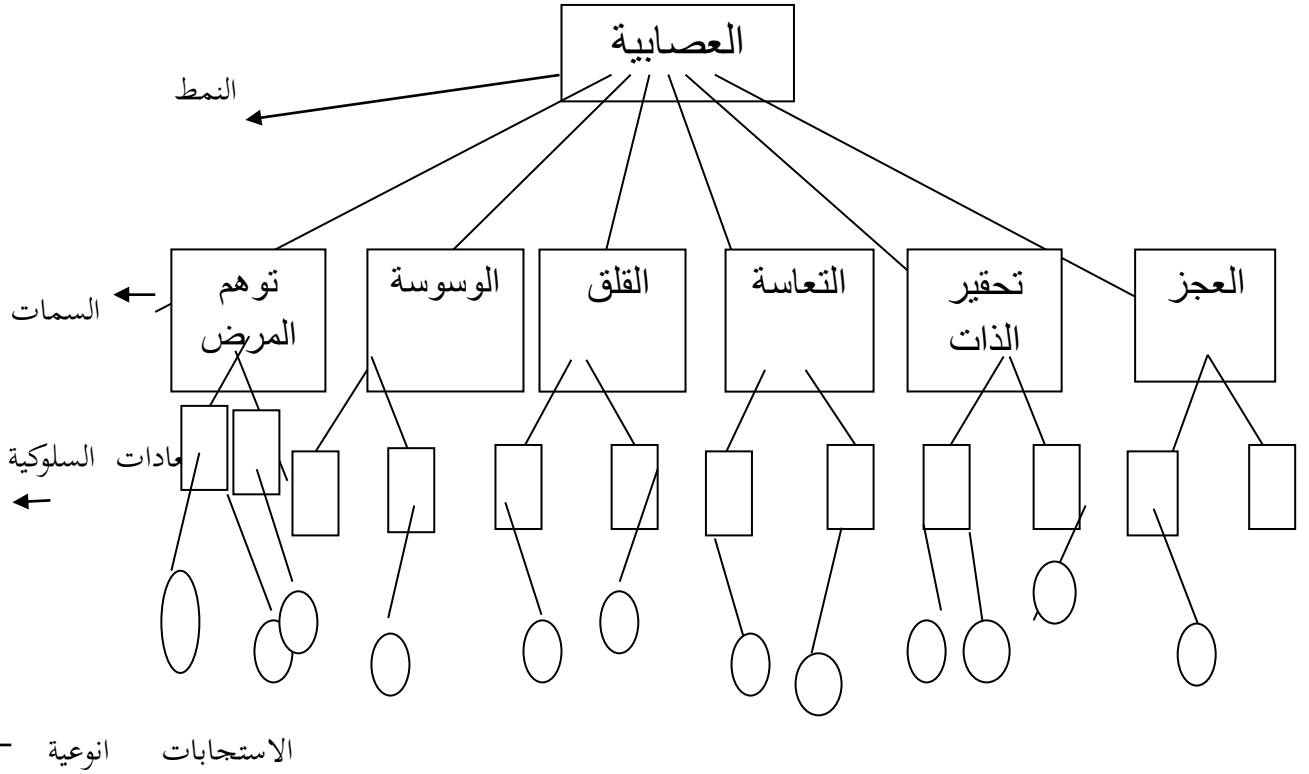 العصابية
النمط
العجز
تحقير
الذات
التعاسة
القلق
الوسوسة
توهم
المرض
السمات
عادات السلوكية
الاستجابات انوعية